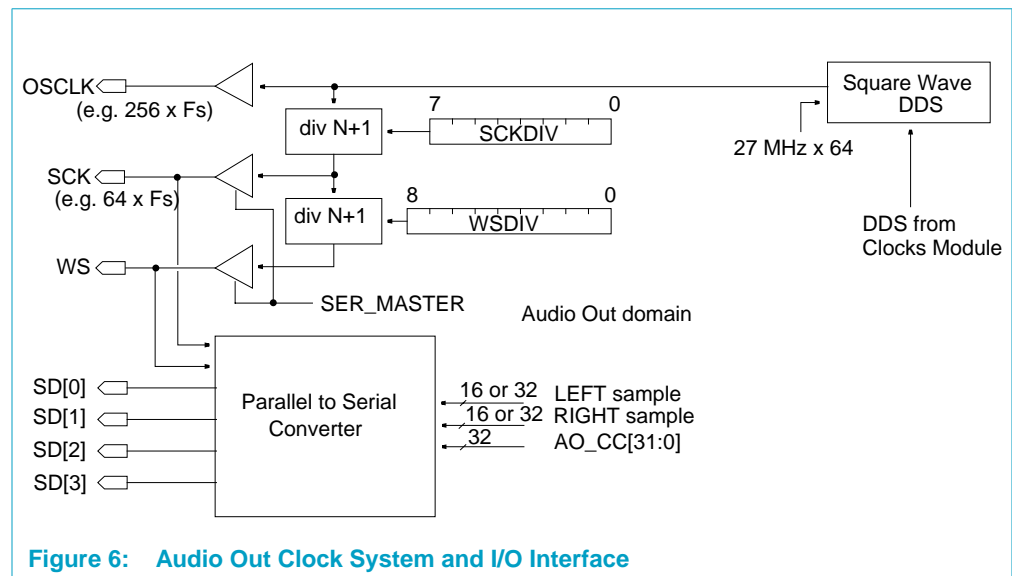 OSCLK
(e.g. 256 x Fs)
Square Wave
DDS
7 0
div N+1
SCKDIV
27 MHz x 64
SCK
(e.g. 64 x Fs)
8 0
div N+1
WSDIV
DDS from
Clocks Module
WS
SER_MASTER
Audio Out domain
SD[0]
SD[1]
SD[2]
SD[3]
Parallel to Serial
Converter
16 or 32 LEFT sample
16 or 32 RIGHT sample
32 AO_CC[31:0]
Figure 6: Audio Out Clock System and I/O Interface